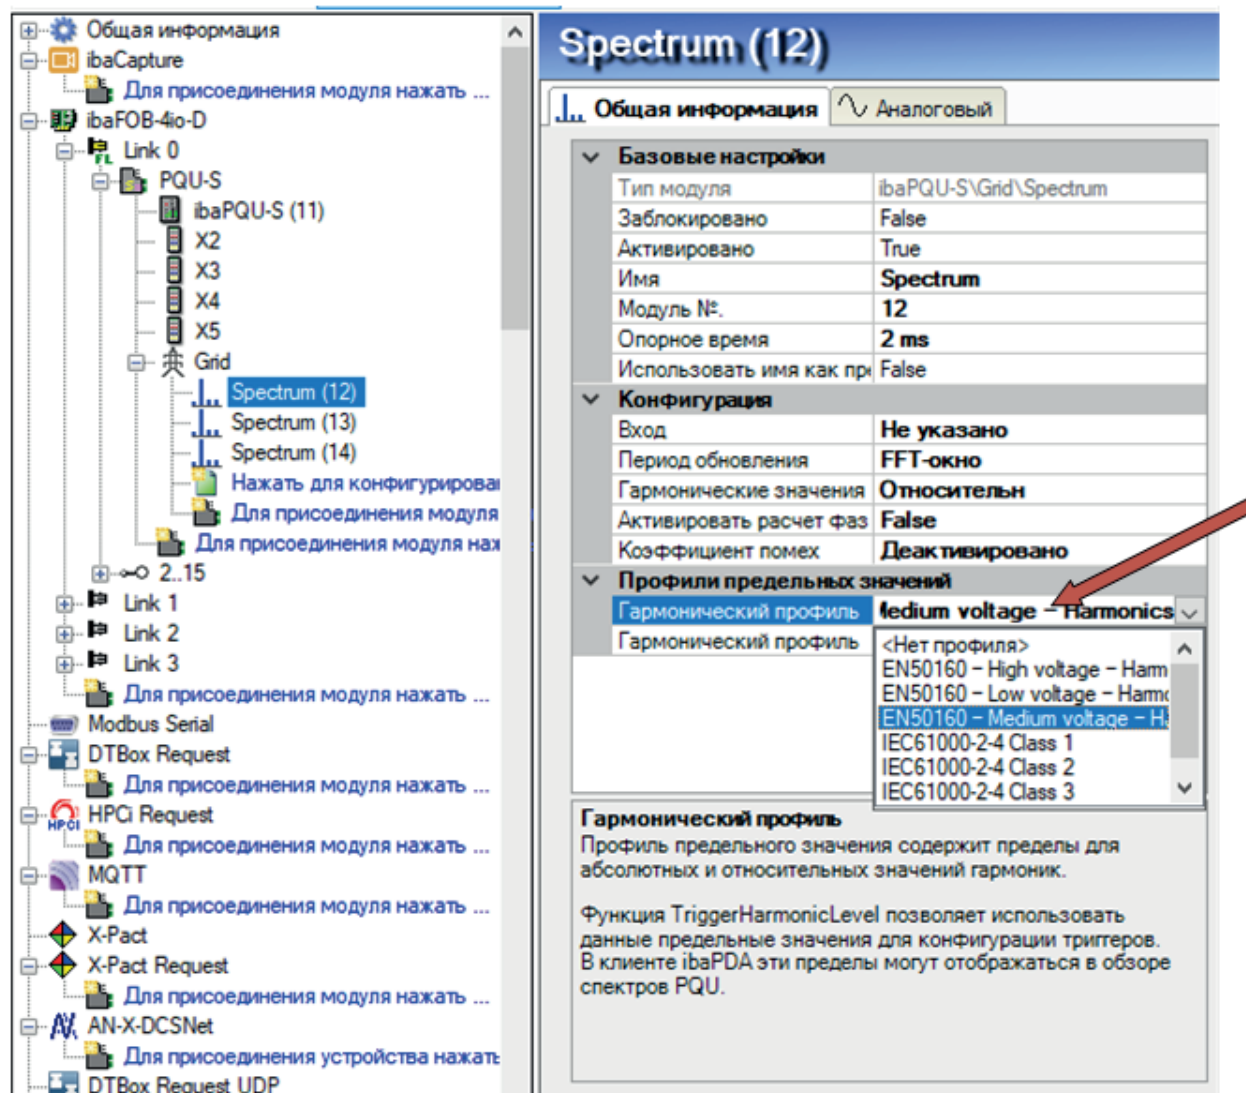 Общая информация
ibaCapture
Для присоединения модуля нажать ...
ibaFOB-4io-D
Link 0
PQU-S
ibaPQU-S (11)
X2
X3
X4
X5
Grid
Spectrum (12)
Spectrum (13)
Spectrum (14)
Нажать для конфигурирован
Для присоединения модуля
Для присоединения модуля наж
2..15
Link 1
Link 2
Link 3
Для присоединения модуля нажать ...
Modbus Serial
DTBox Request
Для присоединения модуля нажать ...
HPCi Request
Для присоединения модуля нажать ...
MQTT
Для присоединения модуля нажать ...
X-Pact
X-Pact Request
Для присоединения модуля нажать ...
AN-X-DCSNet
Для присоединения устройства нажать
DTBox Request UDP
Spectrum (12)
Общая информация Аналоговый
Базовые настройки
Тип модуля ibaPQU-S\Grid\Spectrum
Заблокировано False
Активировано True
Имя Spectrum
Модуль №. 12
Опорное время 2 ms
Использовать имя как пре False
Конфигурация
Вход Не указано
Период обновления FFT-окно
Гармонические значения Относительн
Активировать расчет фаз False
Коэффициент помех Деактивировано
Профили предельных значений
Гармонический профиль Medium voltage – Harmonics
Гармонический профиль
<Нет профиля>
EN50160 – High voltage – Harm
EN50160 – Low voltage – Harmo
EN50160 – Medium voltage – Ha
IEC61000-2-4 Class 1
IEC61000-2-4 Class 2
IEC61000-2-4 Class 3
Гармонический профиль
Профиль предельного значения содержит пределы для
абсолютных и относительных значений гармоник.
Функция TriggerHarmonicLevel позволяет использовать
данные предельные значения для конфигурации триггеров.
В клиенте ibaPDA эти пределы могут отображаться в обзоре
спектров PQU.